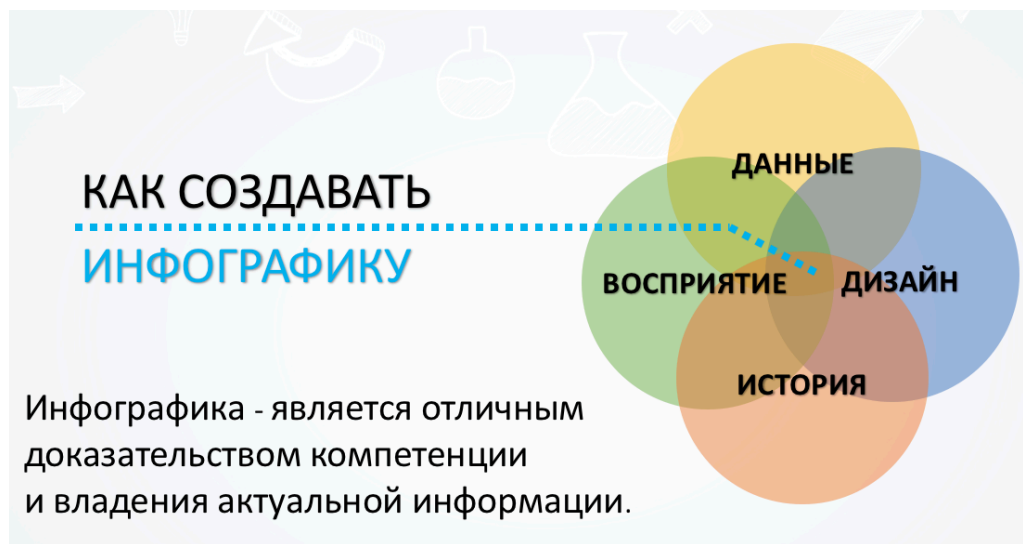 КАК СОЗДАВАТЬ
ИНФОГРАФИКУ
ДАННЫЕ
ВОСПРИЯТИЕ
ДИЗАЙН
ИСТОРИЯ
Инфографика - является отличным
доказательством компетенции
и владения актуальной информации.